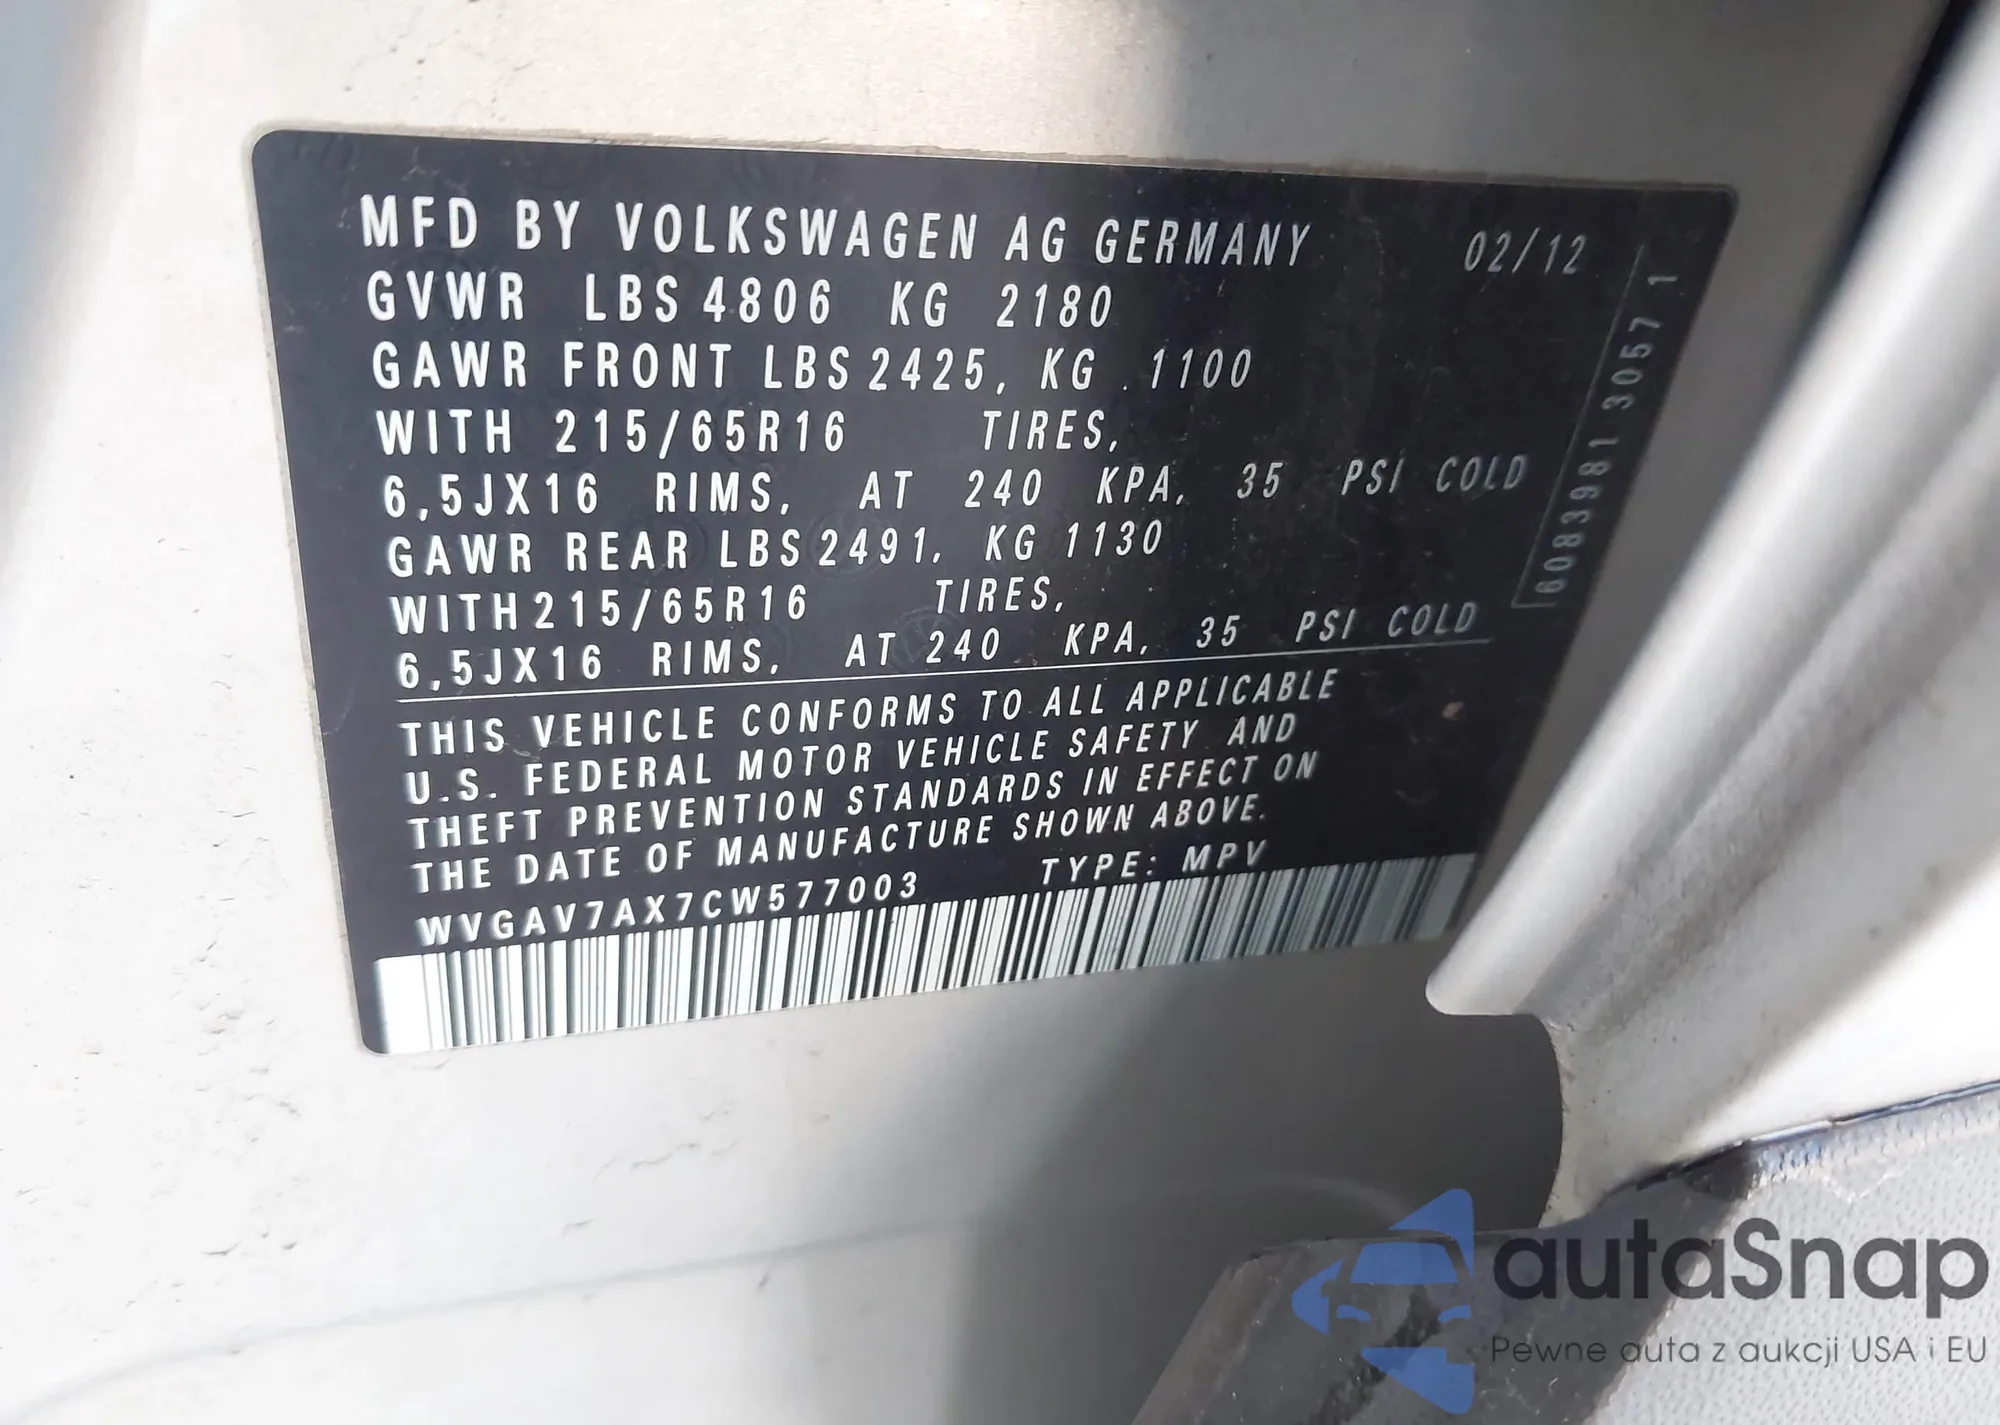 MFD BY VOLKSWAGEN AG GERMANY 02/12
GVWR LBS 4806 KG 2180
GAWR FRONT LBS 2425, KG 1100
WITH 215/65R16 TIRES,
6,5JX16 RIMS, AT 240 KPA, 35 PSI COLD
GAWR REAR LBS 2491, KG 1130
WITH 215/65R16 TIRES,
6,5JX16 RIMS, AT 240 KPA, 35 PSI COLD
THIS VEHICLE CONFORMS TO ALL APPLICABLE
U.S. FEDERAL MOTOR VEHICLE SAFETY AND
THEFT PREVENTION STANDARDS IN EFFECT ON
THE DATE OF MANUFACTURE SHOWN ABOVE.
WVGAV7AX7CW577003 TYPE: MPV
6083981 3057 1
autaSnap
Pewne auta z aukcji USA i EU